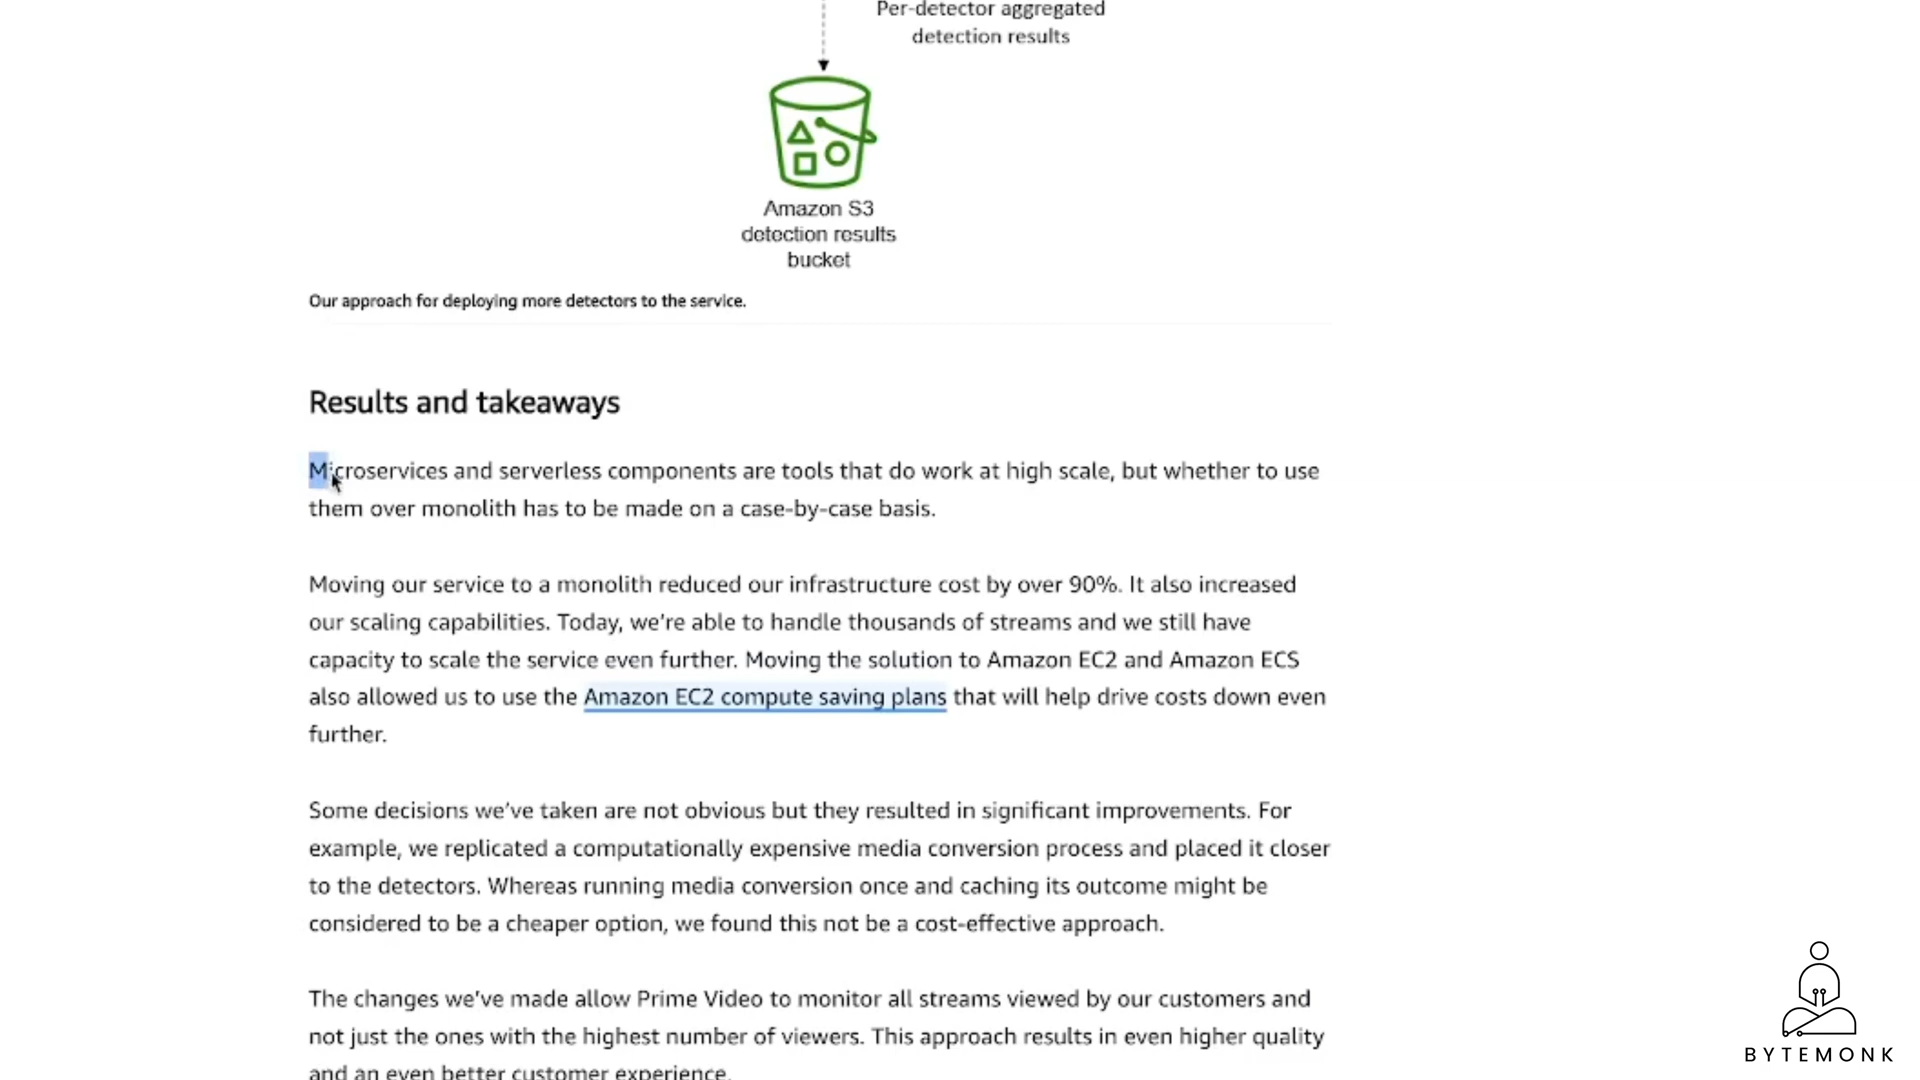 Per-detector aggregated
detection results
Amazon S3
detection results
bucket
Our approach for deploying more detectors to the service.
Results and takeaways
Microservices and serverless components are tools that do work at high scale, but whether to use
them over monolith has to be made on a case-by-case basis.
Moving our service to a monolith reduced our infrastructure cost by over 90%. It also increased
our scaling capabilities. Today, we're able to handle thousands of streams and we still have
capacity to scale the service even further. Moving the solution to Amazon EC2 and Amazon ECS
also allowed us to use the Amazon EC2 compute saving plans that will help drive costs down even
further.
Some decisions we've taken are not obvious but they resulted in significant improvements. For
example, we replicated a computationally expensive media conversion process and placed it closer
to the detectors. Whereas running media conversion once and caching its outcome might be
considered to be a cheaper option, we found this not be a cost-effective approach.
The changes we've made allow Prime Video to monitor all streams viewed by our customers and
not just the ones with the highest number of viewers. This approach results in even higher quality
and an even better customer experience.
BYTEMONK